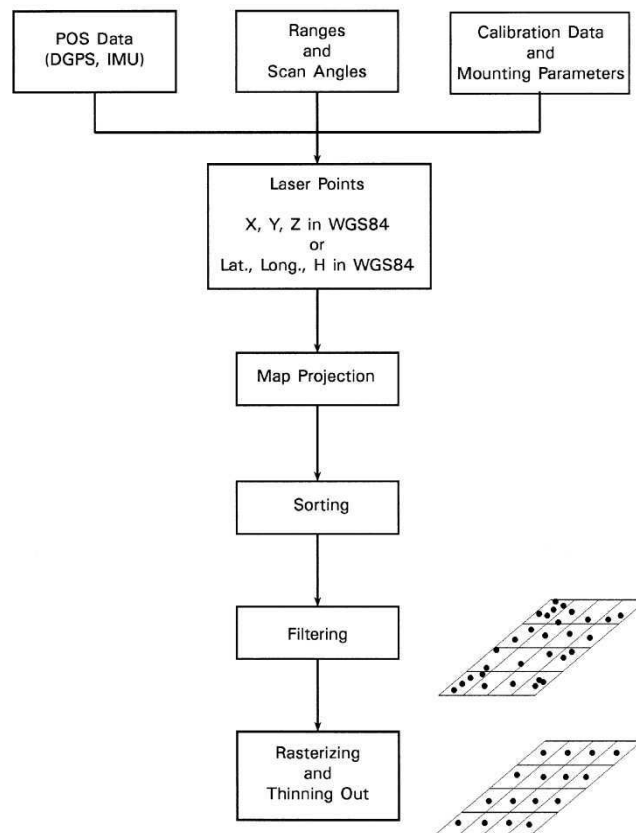 POS Data
(DGPS, IMU)
Ranges
and
Scan Angles
Calibration Data
and
Mounting Parameters
Laser Points
X, Y, Z in WGS84
or
Lat., Long., H in WGS84
Map Projection
Sorting
Filtering
Rasterizing
and
Thinning Out